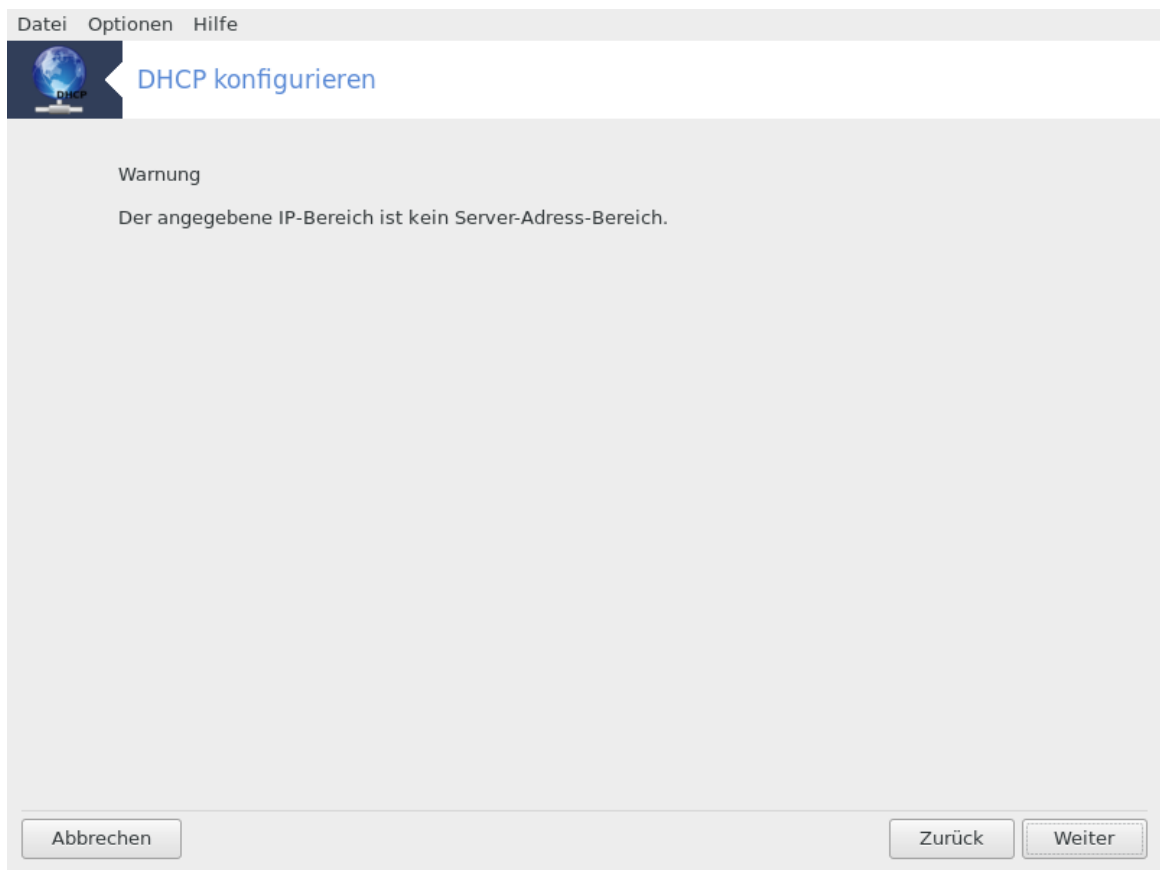 Datei Optionen Hilfe
DHCP
DHCP konfigurieren
Warnung
Der angegebene IP-Bereich ist kein Server-Adress-Bereich.
Abbrechen Zurück Weiter